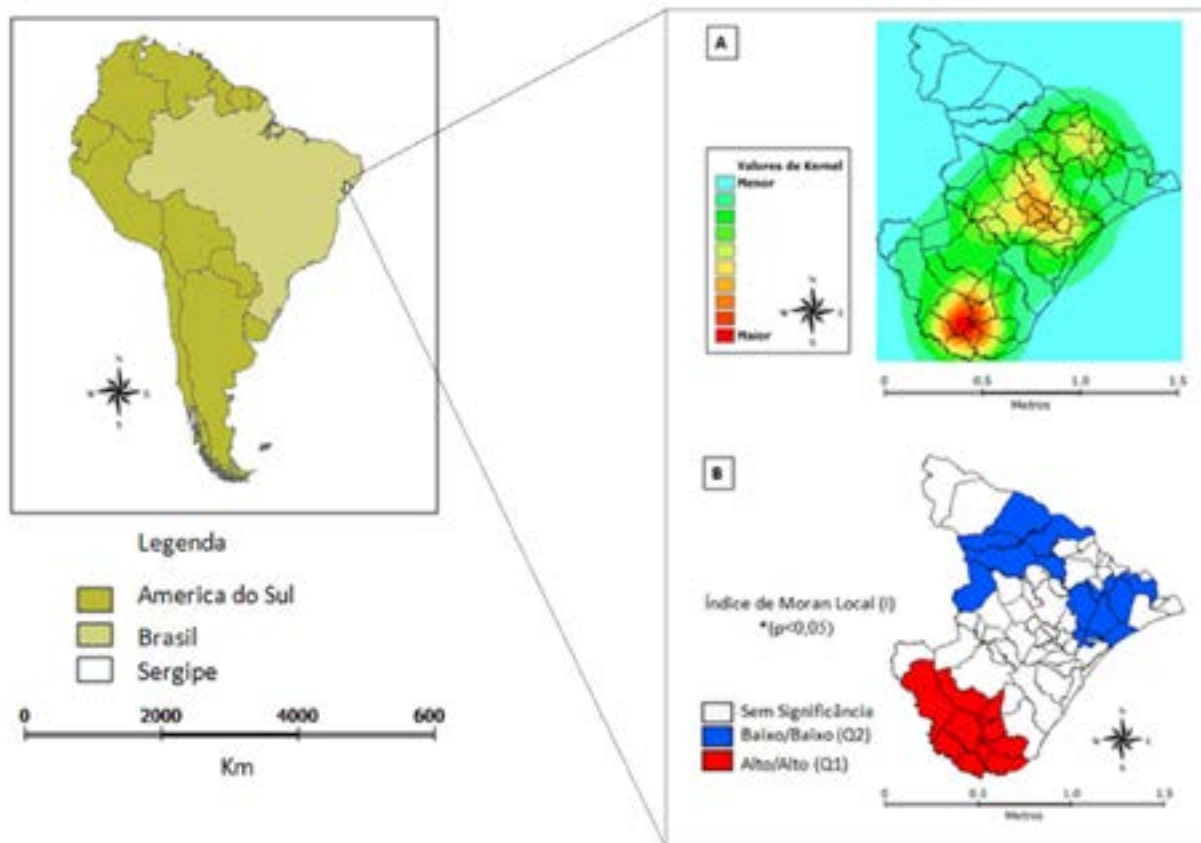 Legenda
America do Sul
Brasil
Sergipe
0 2000 4000 600
Km
A
Valores de Kernel
Menor
Maior
0 0,5 1,0 1,5
Metros
B
Índice de Moran Local (I)
*(p<0,05)
Sem Significância
Baixo/Baixo (Q2)
Alto/Alto (Q1)
0 0,5 1,0 1,5
Metros